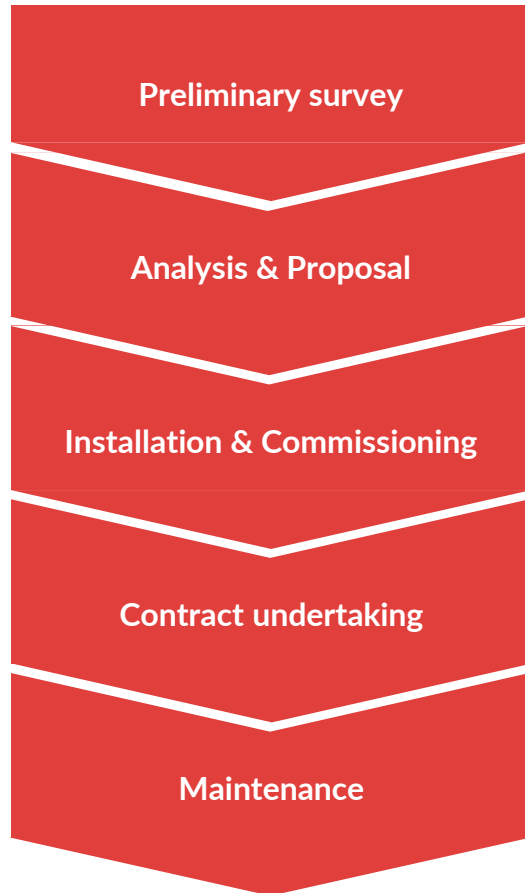 Preliminary survey
Analysis & Proposal
Installation & Commissioning
Contract undertaking
Maintenance